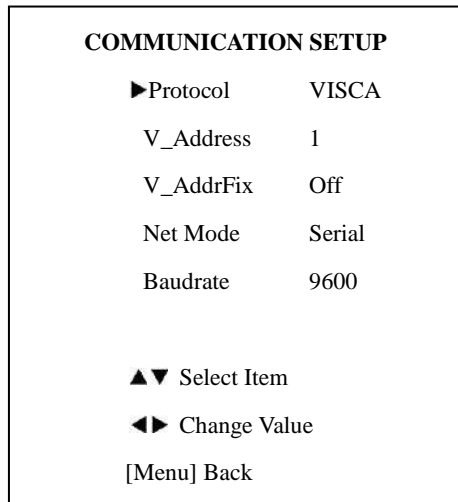 COMMUNICATION SETUP
▶Protocol VISCA
V_Address 1
V_AddrFix Off
Net Mode Serial
Baudrate 9600
▲▼ Select Item
◀▶ Change Value
[Menu] Back